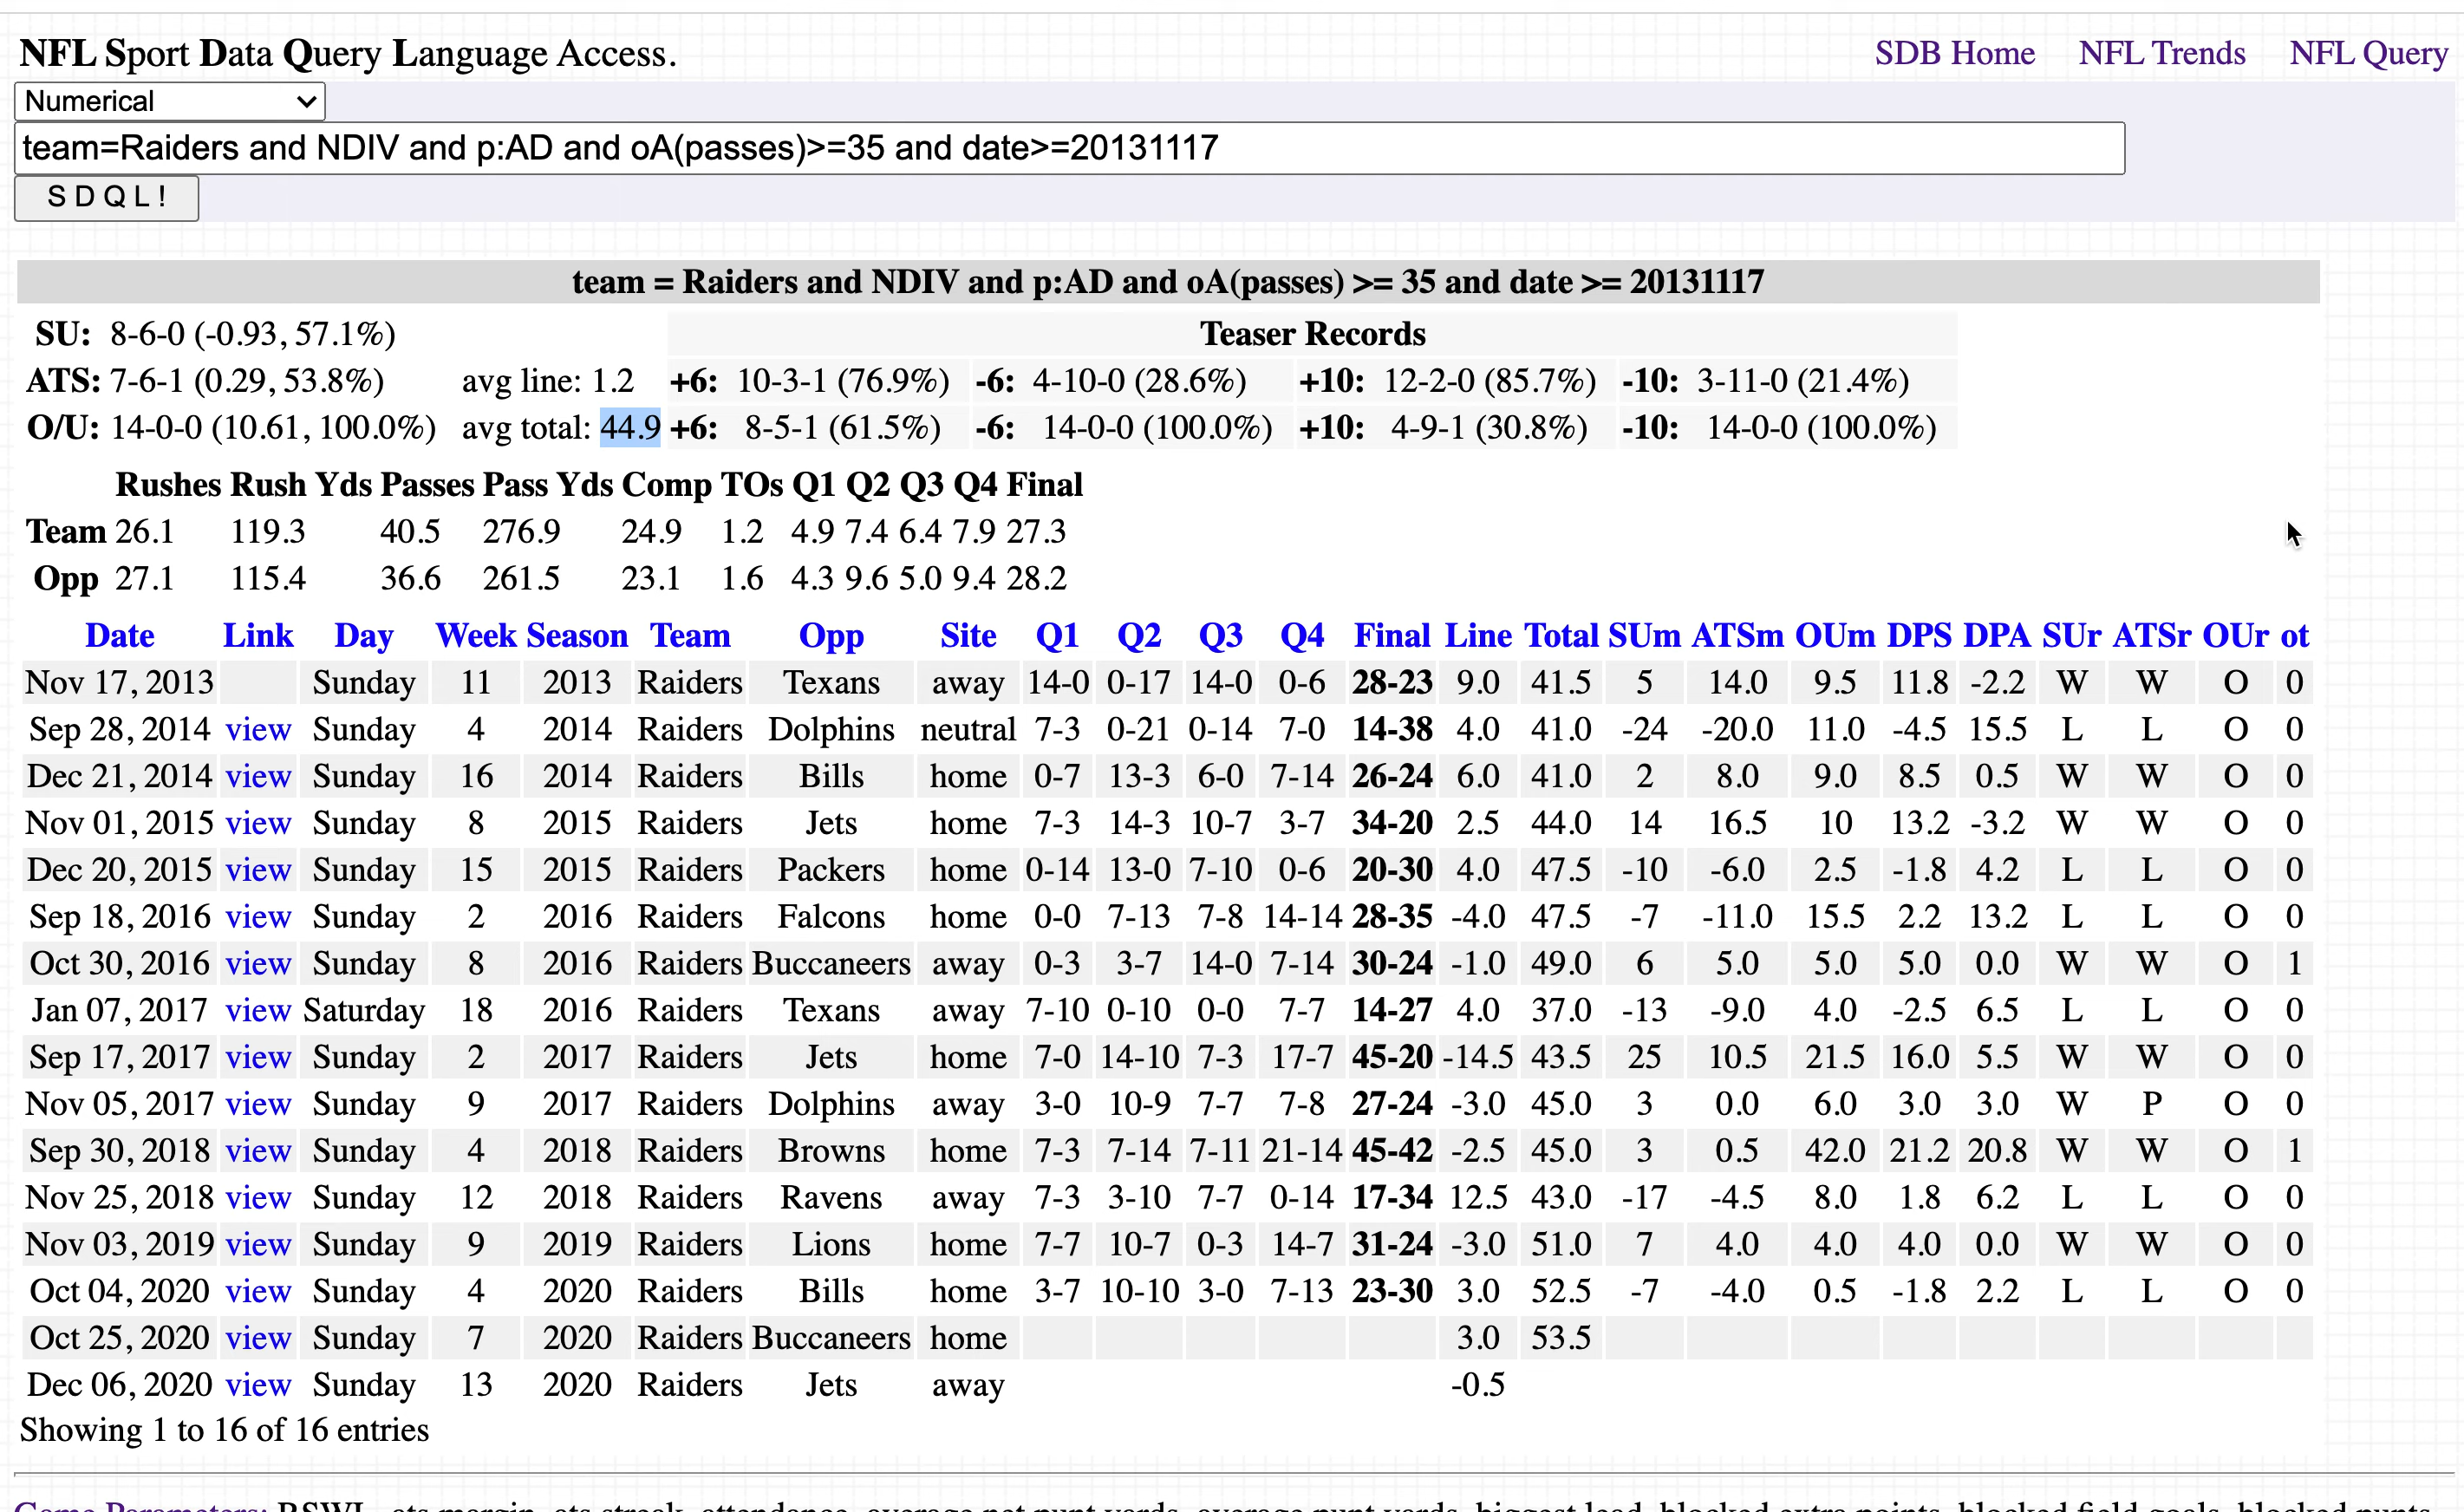 NFL Sport Data Query Language Access. SDB Home NFL Trends NFL Query
Numerical
team=Raiders and NDIV and p:AD and oA(passes)>=35 and date>=20131117
S D Q L !
team = Raiders and NDIV and p:AD and oA(passes) >= 35 and date >= 20131117
SU: 8-6-0 (-0.93, 57.1%) Teaser Records
ATS: 7-6-1 (0.29, 53.8%) avg line: 1.2 +6: 10-3-1 (76.9%) -6: 4-10-0 (28.6%) +10: 12-2-0 (85.7%) -10: 3-11-0 (21.4%)
O/U: 14-0-0 (10.61, 100.0%) avg total: 44.9 +6: 8-5-1 (61.5%) -6: 14-0-0 (100.0%) +10: 4-9-1 (30.8%) -10: 14-0-0 (100.0%)
Rushes Rush Yds Passes Pass Yds Comp TOs Q1 Q2 Q3 Q4 Final
Team 26.1 119.3 40.5 276.9 24.9 1.2 4.9 7.4 6.4 7.9 27.3
Opp 27.1 115.4 36.6 261.5 23.1 1.6 4.3 9.6 5.0 9.4 28.2
Date Link Day Week Season Team Opp Site Q1 Q2 Q3 Q4 Final Line Total SUm ATSm OUm DPS DPA SUr ATSr OUr ot
Nov 17, 2013 Sunday 11 2013 Raiders Texans away 14-0 0-17 14-0 0-6 28-23 9.0 41.5 5 14.0 9.5 11.8 -2.2 W W O 0
Sep 28, 2014 view Sunday 4 2014 Raiders Dolphins neutral 7-3 0-21 0-14 7-0 14-38 4.0 41.0 -24 -20.0 11.0 -4.5 15.5 L L O 0
Dec 21, 2014 view Sunday 16 2014 Raiders Bills home 0-7 13-3 6-0 7-14 26-24 6.0 41.0 2 8.0 9.0 8.5 0.5 W W O 0
Nov 01, 2015 view Sunday 8 2015 Raiders Jets home 7-3 14-3 10-7 3-7 34-20 2.5 44.0 14 16.5 10 13.2 -3.2 W W O 0
Dec 20, 2015 view Sunday 15 2015 Raiders Packers home 0-14 13-0 7-10 0-6 20-30 4.0 47.5 -10 -6.0 2.5 -1.8 4.2 L L O 0
Sep 18, 2016 view Sunday 2 2016 Raiders Falcons home 0-0 7-13 7-8 14-14 28-35 -4.0 47.5 -7 -11.0 15.5 2.2 13.2 L L O 0
Oct 30, 2016 view Sunday 8 2016 Raiders Buccaneers away 0-3 3-7 14-0 7-14 30-24 -1.0 49.0 6 5.0 5.0 5.0 0.0 W W O 1
Jan 07, 2017 view Saturday 18 2016 Raiders Texans away 7-10 0-10 0-0 7-7 14-27 4.0 37.0 -13 -9.0 4.0 -2.5 6.5 L L O 0
Sep 17, 2017 view Sunday 2 2017 Raiders Jets home 7-0 14-10 7-3 17-7 45-20 -14.5 43.5 25 10.5 21.5 16.0 5.5 W W O 0
Nov 05, 2017 view Sunday 9 2017 Raiders Dolphins away 3-0 10-9 7-7 7-8 27-24 -3.0 45.0 3 0.0 6.0 3.0 3.0 W P O 0
Sep 30, 2018 view Sunday 4 2018 Raiders Browns home 7-3 7-14 7-11 21-14 45-42 -2.5 45.0 3 0.5 42.0 21.2 20.8 W W O 1
Nov 25, 2018 view Sunday 12 2018 Raiders Ravens away 7-3 3-10 7-7 0-14 17-34 12.5 43.0 -17 -4.5 8.0 1.8 6.2 L L O 0
Nov 03, 2019 view Sunday 9 2019 Raiders Lions home 7-7 10-7 0-3 14-7 31-24 -3.0 51.0 7 4.0 4.0 4.0 0.0 W W O 0
Oct 04, 2020 view Sunday 4 2020 Raiders Bills home 3-7 10-10 3-0 7-13 23-30 3.0 52.5 -7 -4.0 0.5 -1.8 2.2 L L O 0
Oct 25, 2020 view Sunday 7 2020 Raiders Buccaneers home 3.0 53.5
Dec 06, 2020 view Sunday 13 2020 Raiders Jets away -0.5
Showing 1 to 16 of 16 entries
Game Parameters: BSWL, ats margin, ats streak, attendance, average net punt yards, average punt yards, biggest lead, blocked extra points, blocked field goals, blocked punts,